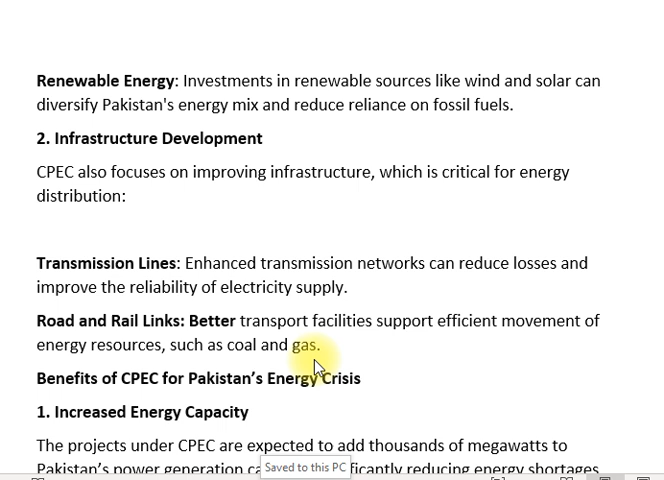 Renewable Energy: Investments in renewable sources like wind and solar can
diversify Pakistan's energy mix and reduce reliance on fossil fuels.
2. Infrastructure Development
CPEC also focuses on improving infrastructure, which is critical for energy
distribution:
Transmission Lines: Enhanced transmission networks can reduce losses and
improve the reliability of electricity supply.
Road and Rail Links: Better transport facilities support efficient movement of
energy resources, such as coal and gas.
Benefits of CPEC for Pakistan’s Energy Crisis
1. Increased Energy Capacity
The projects under CPEC are expected to add thousands of megawatts to
Pakistan’s power generation reducing energy shortages
Saved to this PC